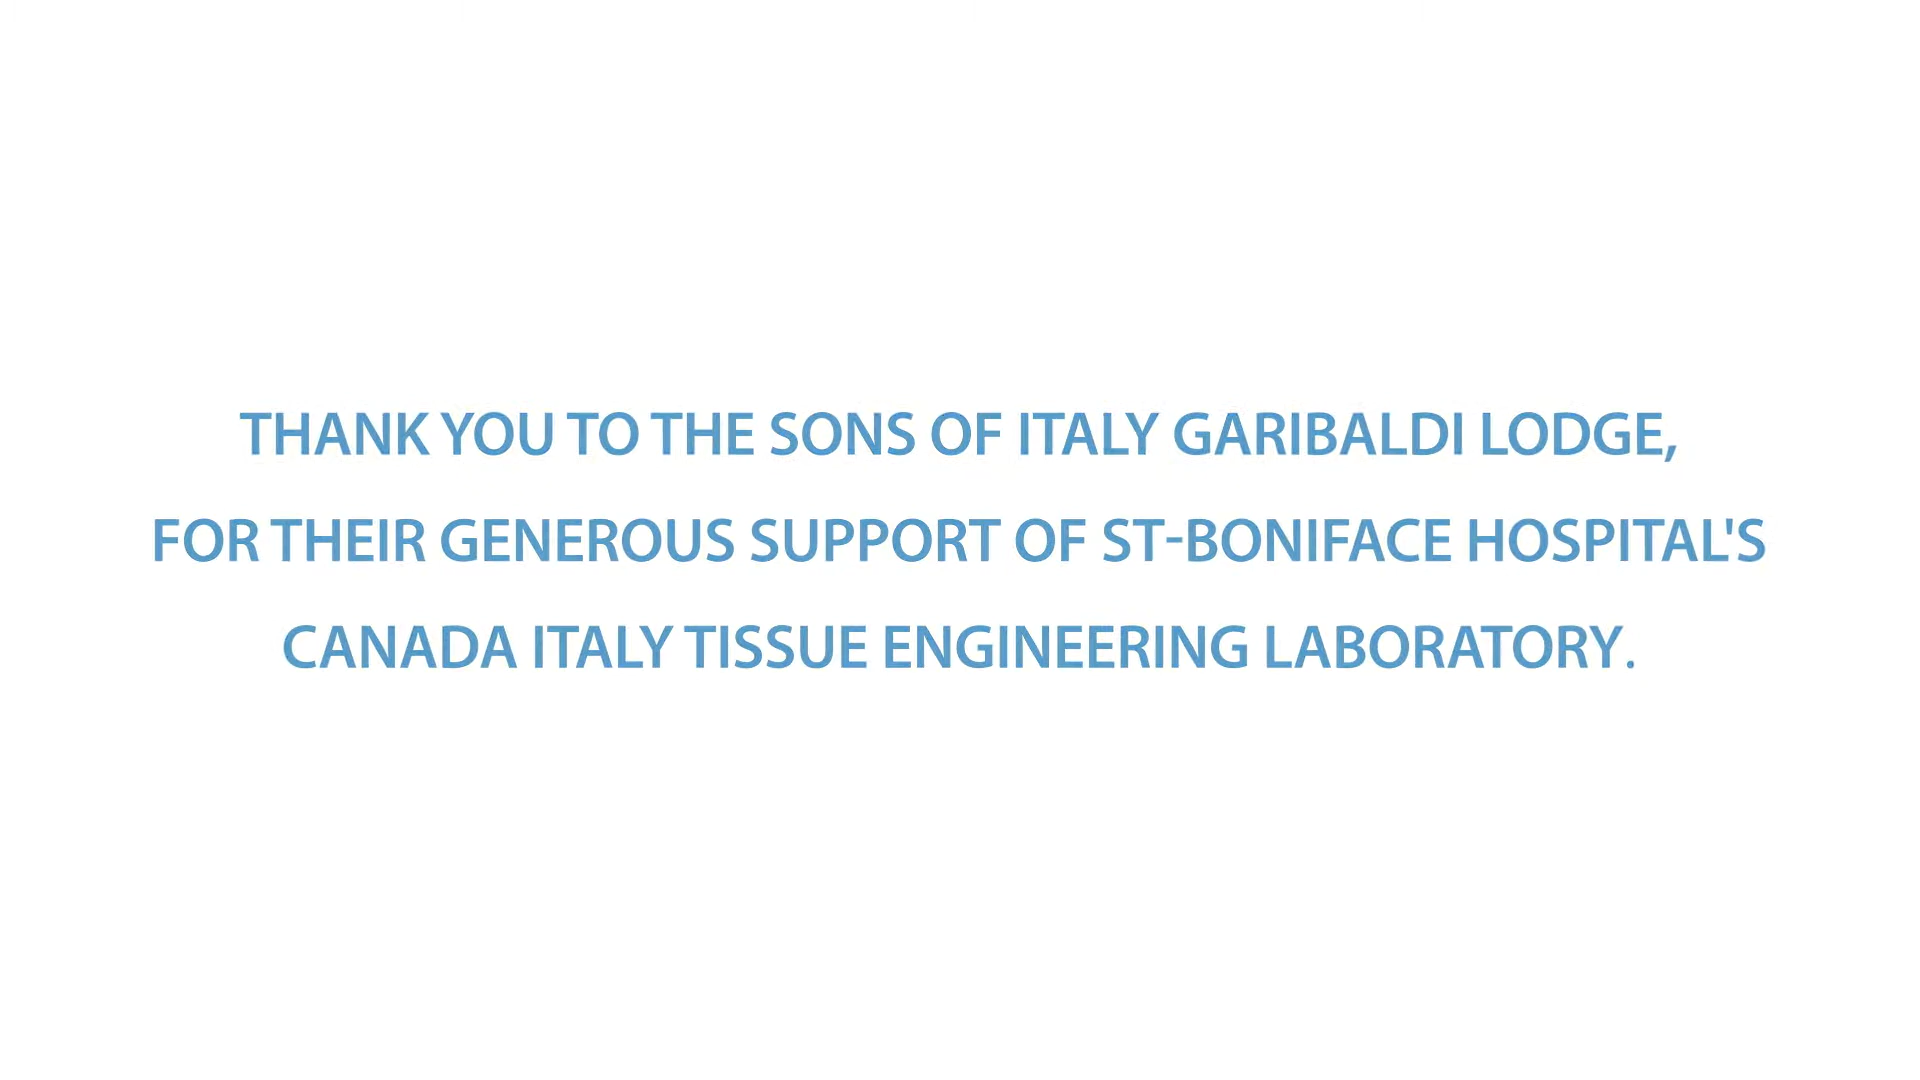 THANK YOU TO THE SONS OF ITALY GARIBALDI LODGE,
FOR THEIR GENEROUS SUPPORT OF ST-BONIFACE HOSPITAL'S
CANADA ITALY TISSUE ENGINEERING LABORATORY.